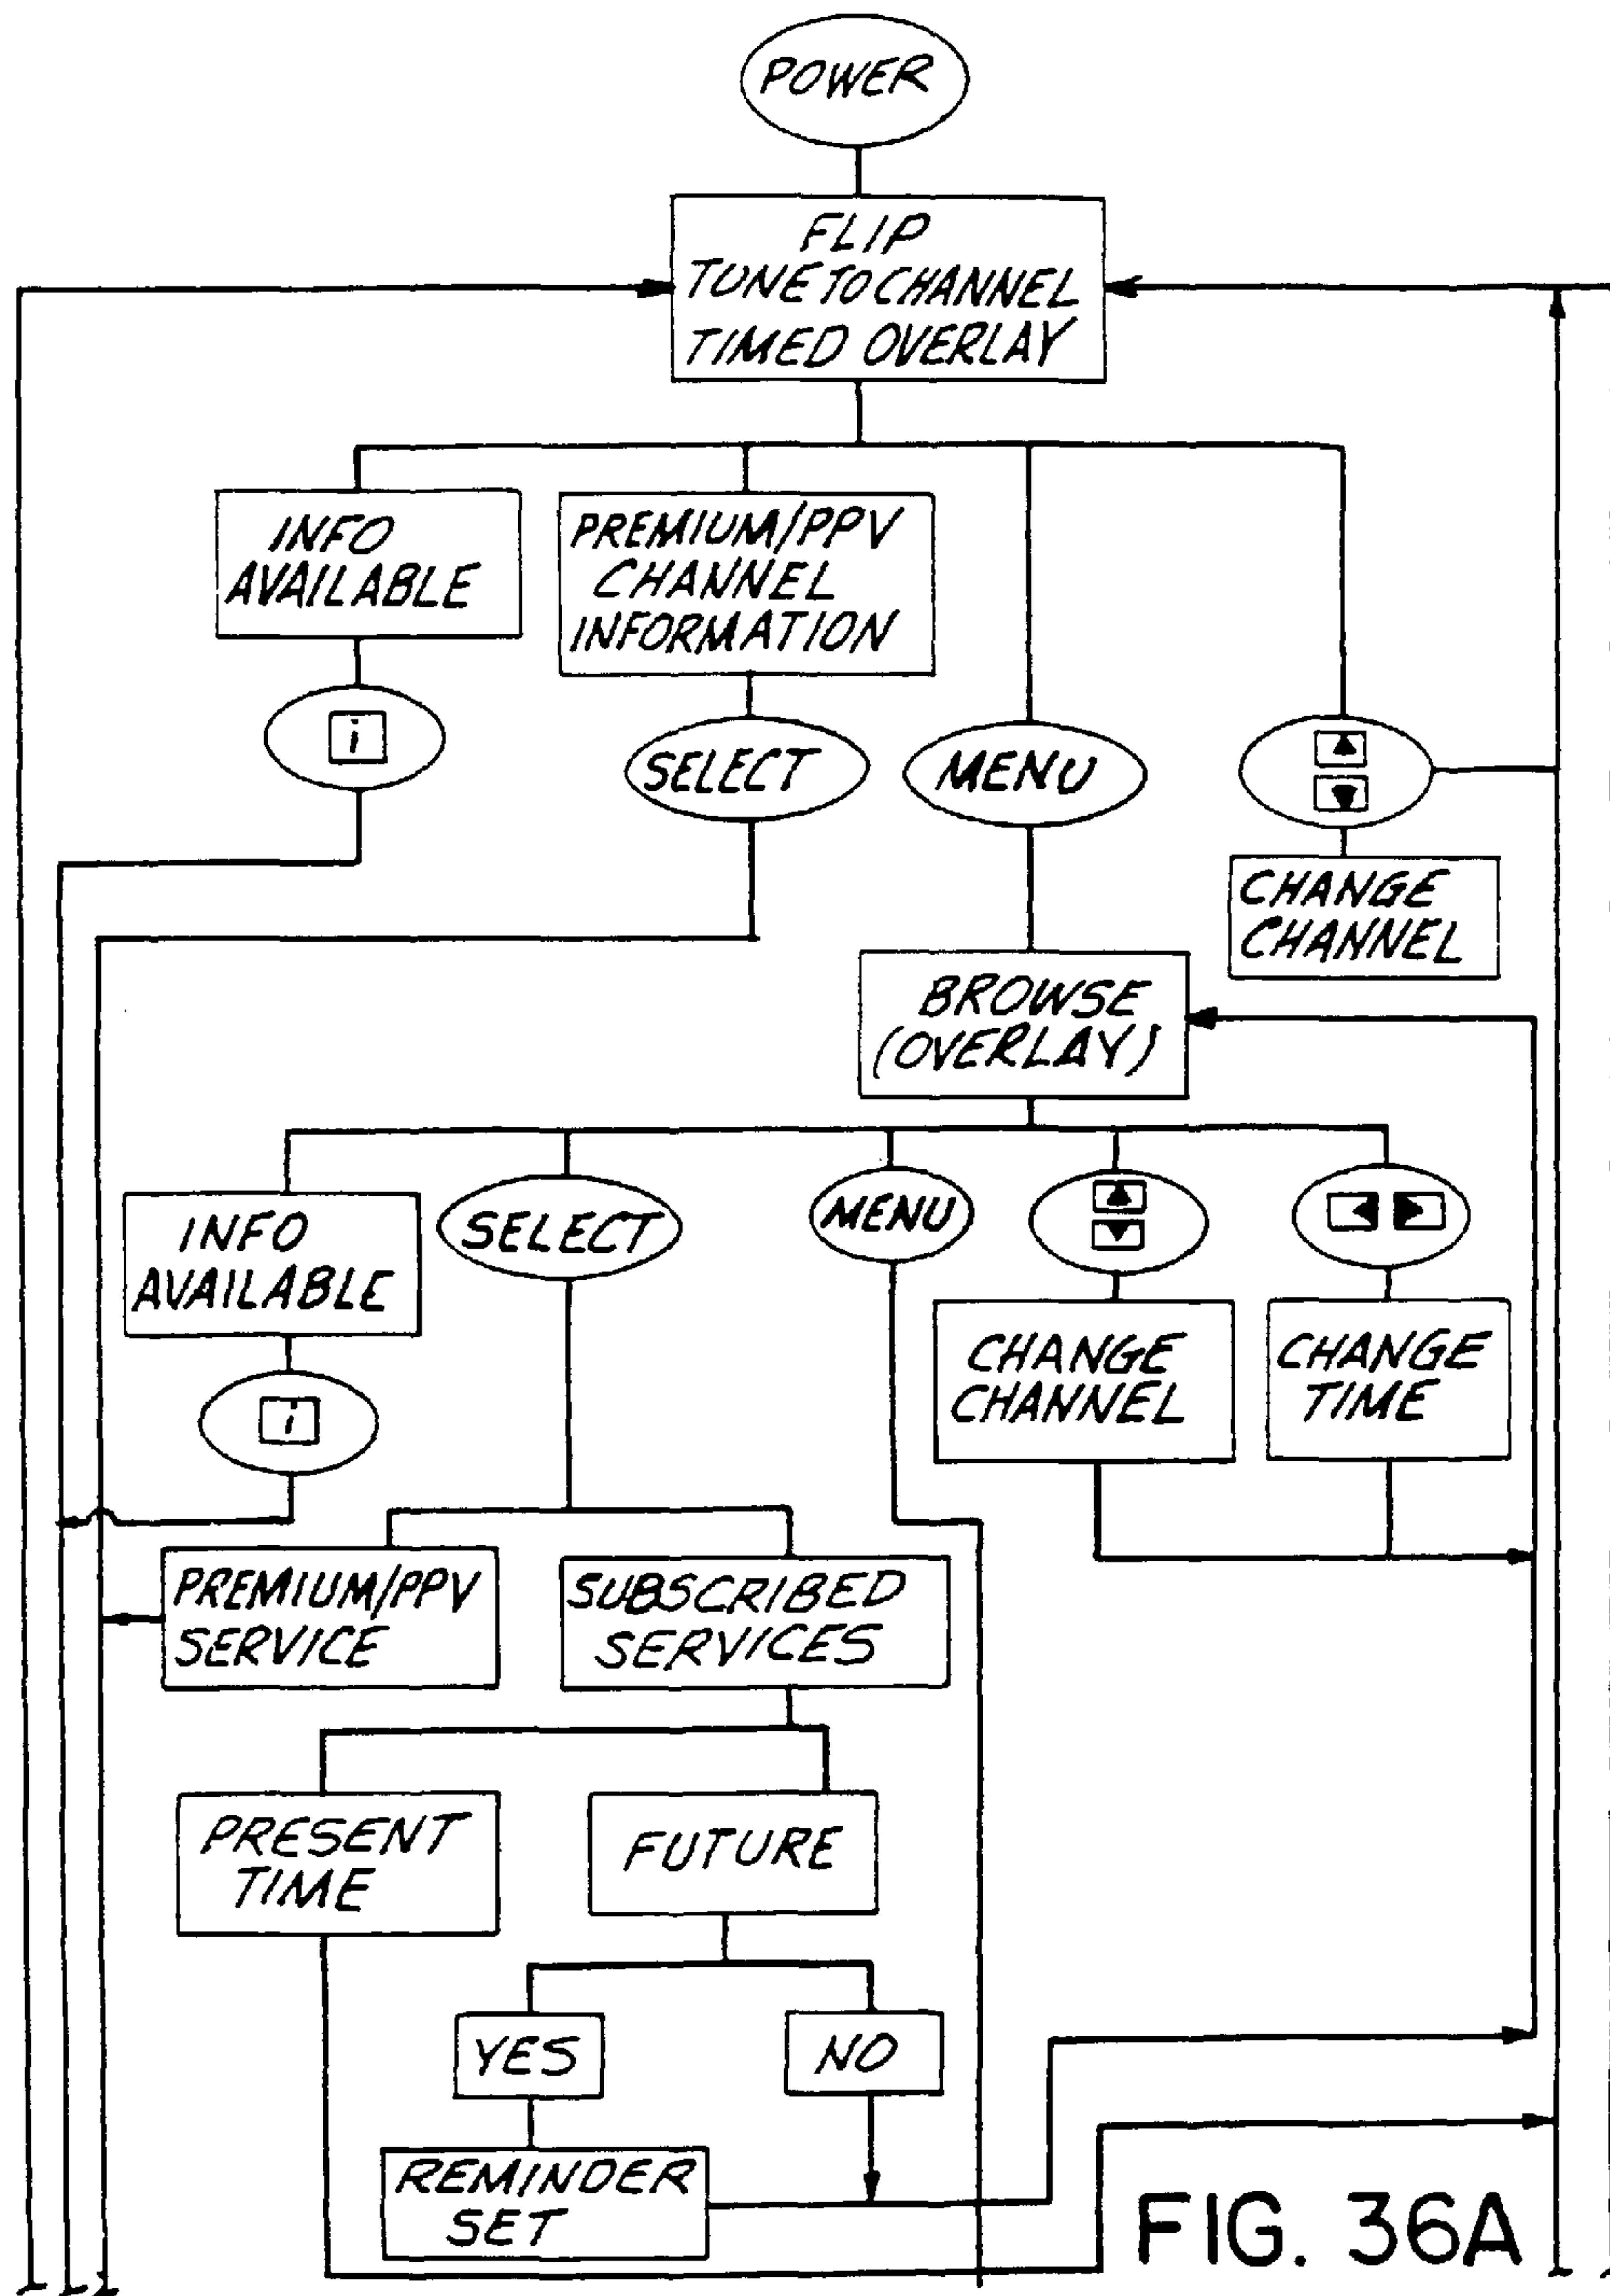 POWER
FLIP
TUNE TO CHANNEL
TIMED OVERLAY
INFO
AVAILABLE
PREMIUM/PPV
CHANNEL
INFORMATION
i
SELECT
MENU
CHANGE
CHANNEL
BROWSE
(OVERLAY)
INFO
AVAILABLE
SELECT
MENU
i
CHANGE
CHANNEL
CHANGE
TIME
PREMIUM/PPV
SERVICE
SUBSCRIBED
SERVICES
PRESENT
TIME
FUTURE
YES
NO
REMINDER
SET
FIG. 36A